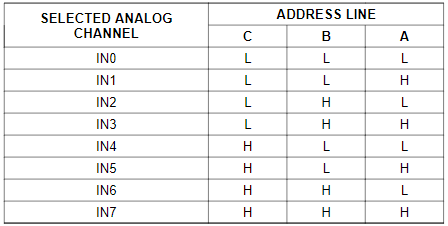 SELECTED ANALOG CHANNEL ADDRESS LINE
C B A
IN0 L L L
IN1 L L H
IN2 L H L
IN3 L H H
IN4 H L L
IN5 H L H
IN6 H H L
IN7 H H H